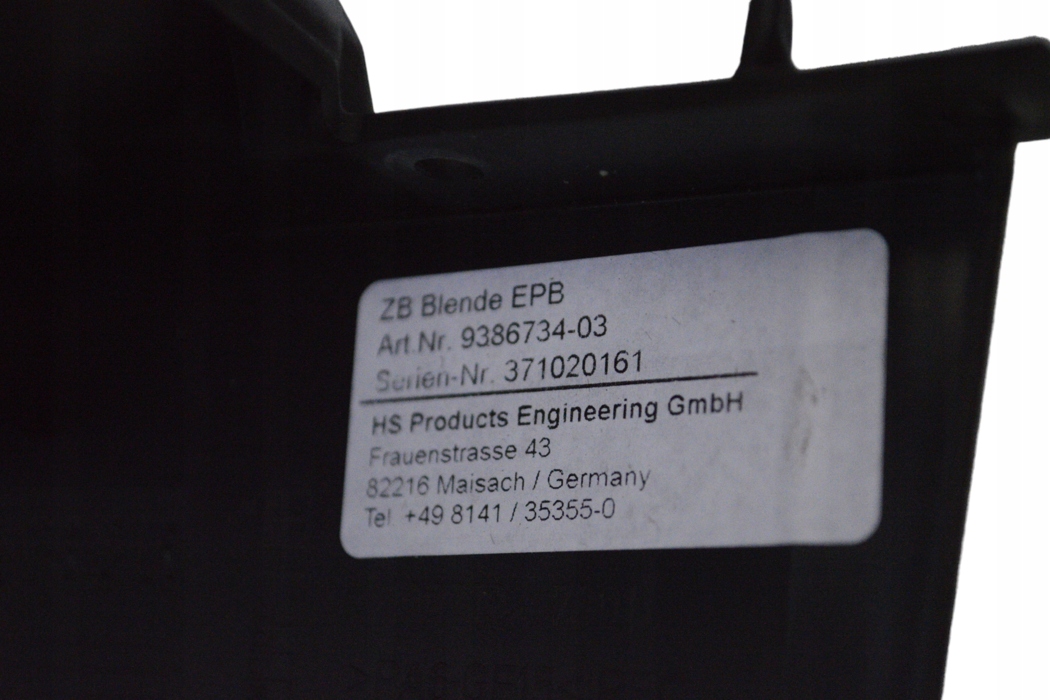 ZB Blende EPB
Art.Nr. 9386734-03
Serien-Nr. 371020161
HS Products Engineering GmbH
Frauenstrasse 43
82216 Maisach / Germany
Tel. +49 8141 / 35355-0